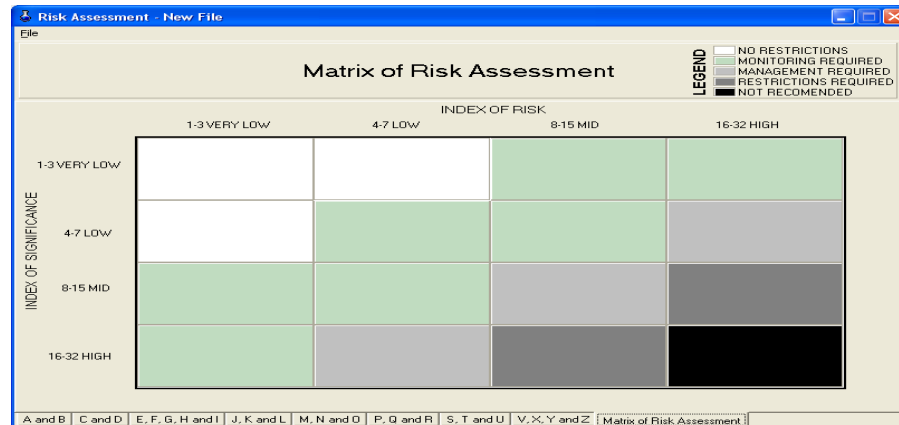 Risk Assessment - New File
File
Matrix of Risk Assessment
LEGEND
NO RESTRICTIONS
MONITORING REQUIRED
MANAGEMENT REQUIRED
RESTRICTIONS REQUIRED
NOT RECOMENDED
INDEX OF RISK
1-3 VERY LOW 4-7 LOW 8-15 MID 16-32 HIGH
INDEX OF SIGNIFICANCE
1-3 VERY LOW
4-7 LOW
8-15 MID
16-32 HIGH
A and B C and D E, F, G, H and I J, K and L M, N and O P, Q and R S, T and U V, X, Y and Z Matrix of Risk Assessment